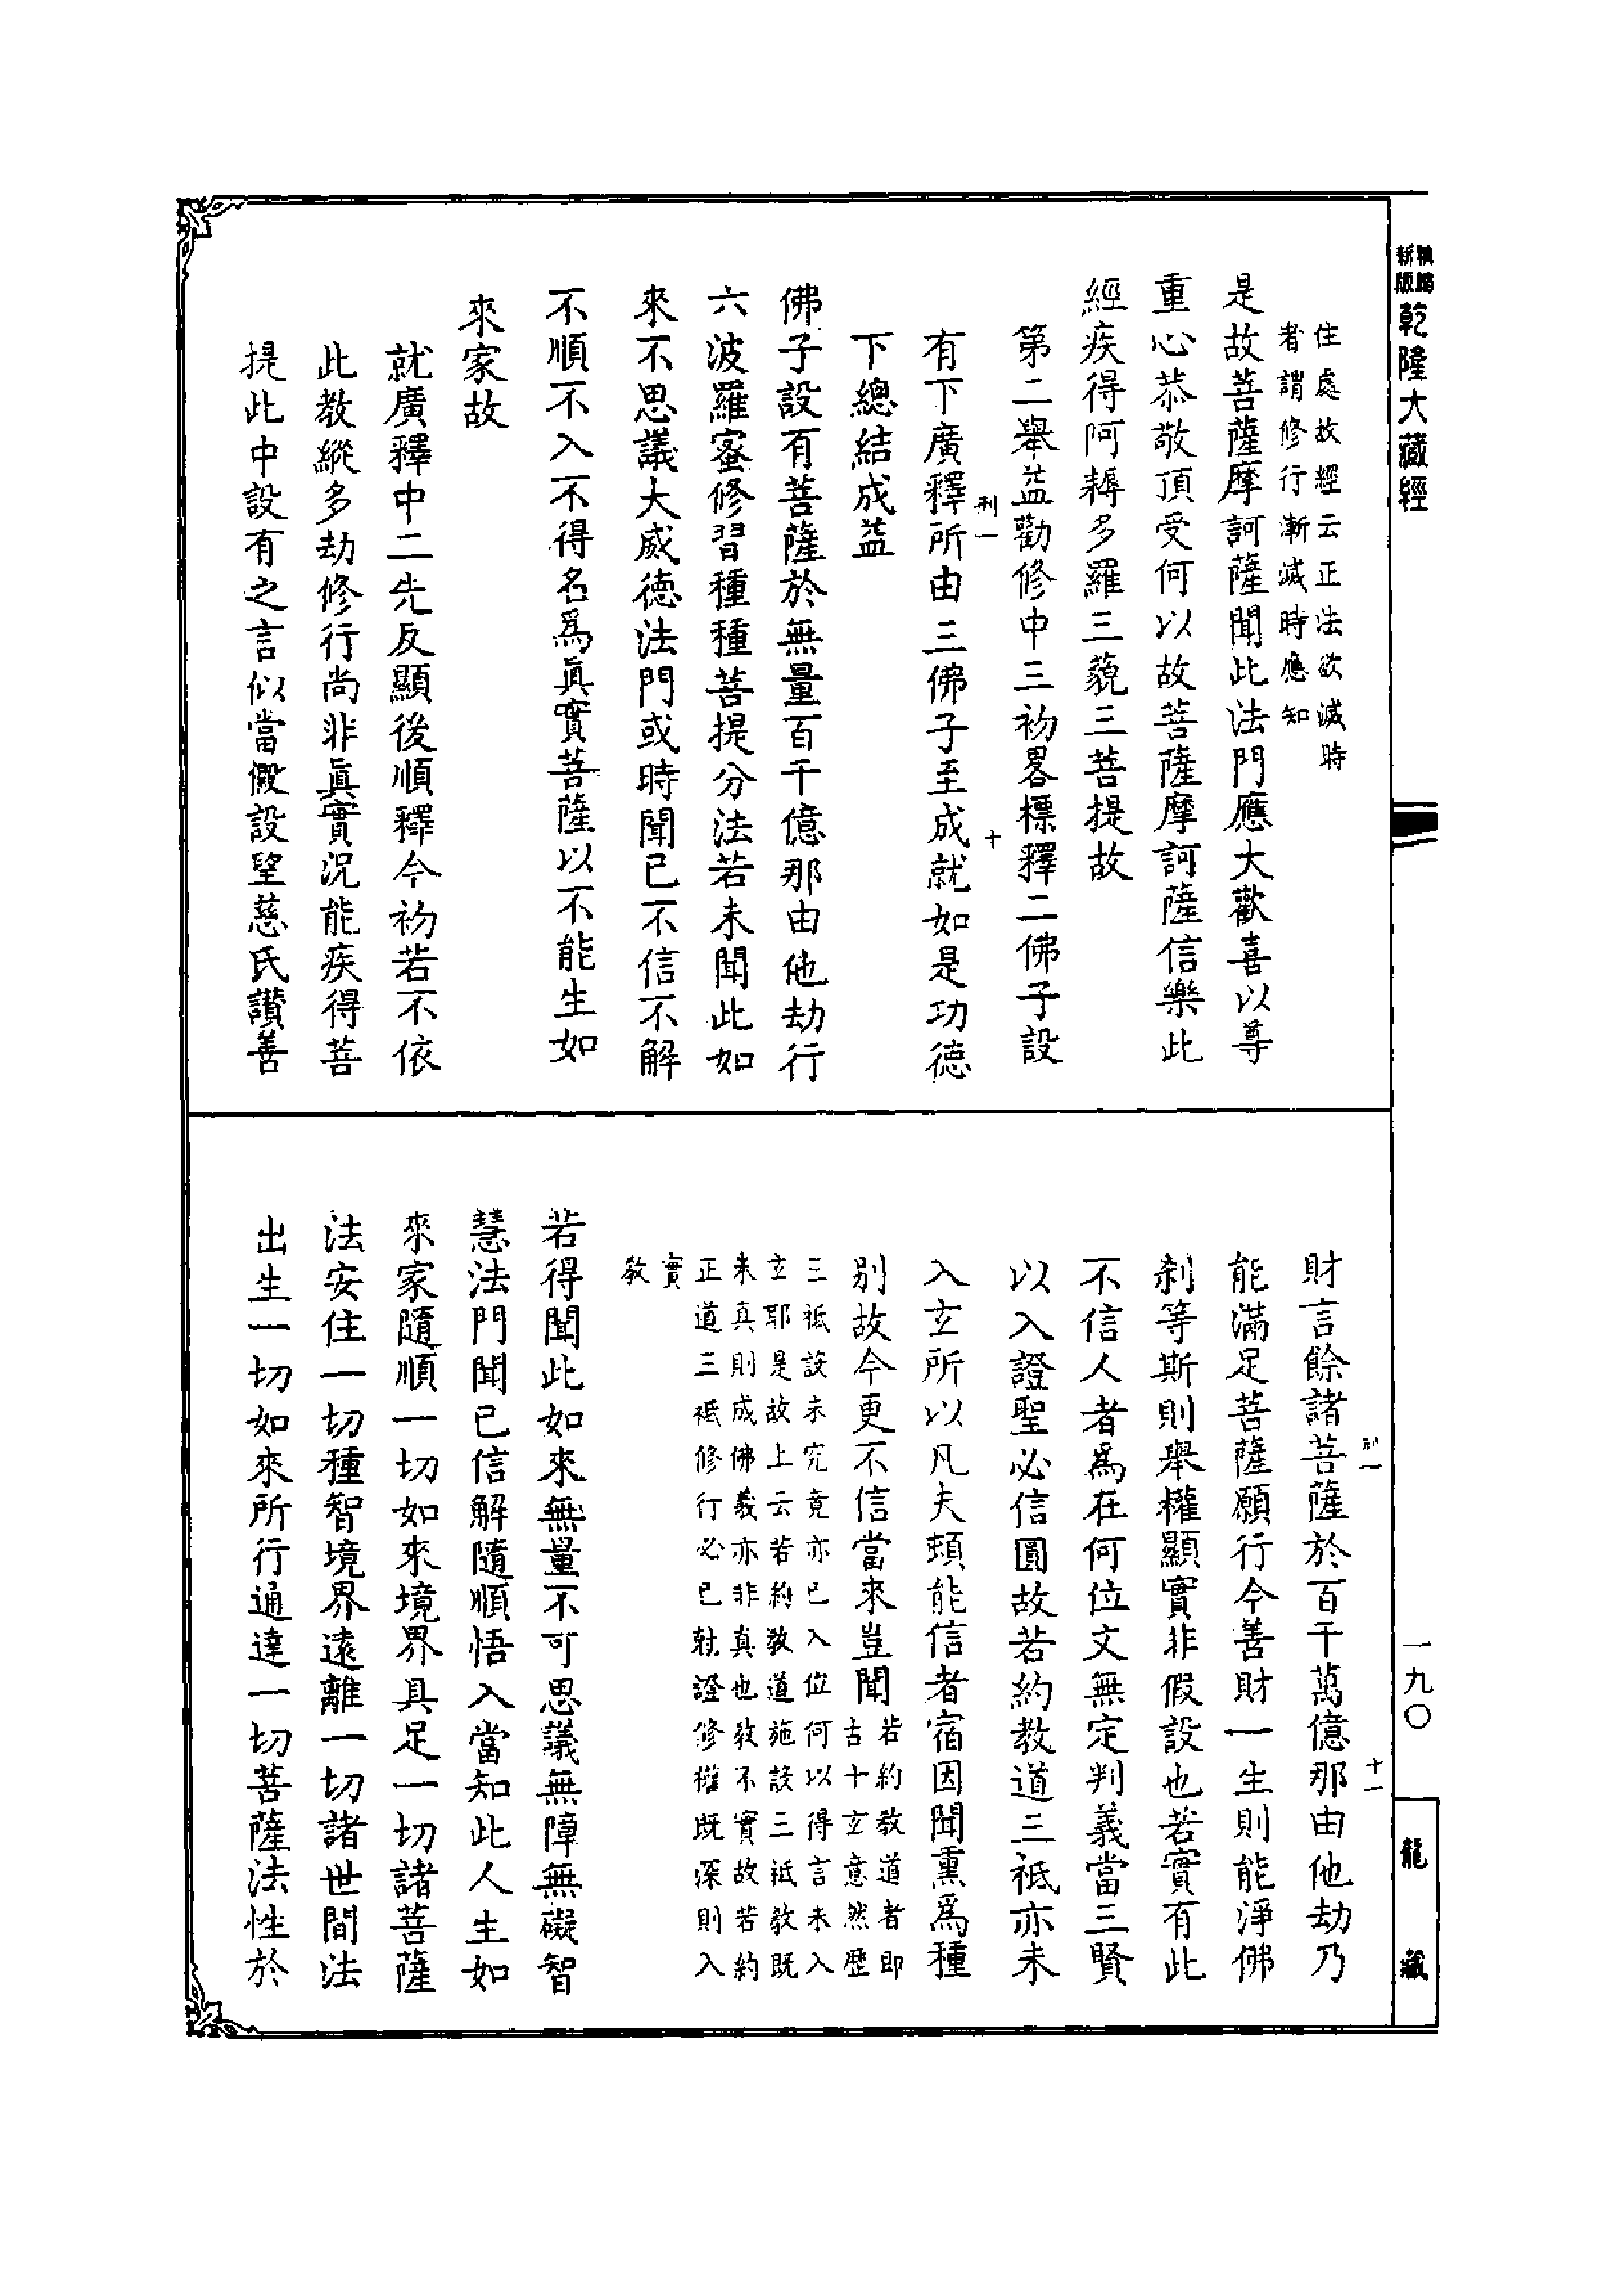 乾隆大藏經
住處故經云正法欲滅時
者謂修行漸滅時應知
是故菩薩摩訶薩聞此法門應大歡喜以尊
重心恭敬頂受何以故菩薩摩訶薩信樂此
經疾得阿耨多羅三藐三菩提故
第二舉益勸修中三初畧標釋二佛子設
有下廣釋所由三佛子至成就如是功德
下總結成益
佛子設有菩薩於無量百千億那由他劫行
六波羅蜜修習種種菩提分法若未聞此如
來不思議大威德法門或時聞已不信不解
不順不入不得名爲眞實菩薩以不能生如
來家故
就廣釋中二先反顯後順釋今初若不依
此教縱多劫修行尚非眞實況能疾得菩
提此中設有之言似當假設望慈氏讚善
十
財言餘諸菩薩於百千萬億那由他劫乃
能滿足菩薩願行今善財一生則能淨佛
剎等斯則舉權顯實非假設也若實有此
不信人者爲在何位文無定判義當三賢
以入證聖必信圓故若約教道三祇亦未
入玄所以凡夫頓能信者宿因聞熏爲種
別故今更不信當來豈聞
若約教道者即
古十玄意然歷
三祇設未究竟亦已入位何以得言未入
玄耶是故上云若約教道施設三祇教既
未真則成佛義亦非真也教不實故若約
正道三祇修行必已契證修權既深則入
實
教
若得聞此如來無量不可思議無障無礙智
慧法門聞已信解隨順悟入當知此人生如
來家隨順一切如來境界具足一切諸菩薩
法安住一切種智境界遠離一切諸世間法
出生一切如來所行通達一切菩薩法性於
十一
一九〇
龍藏